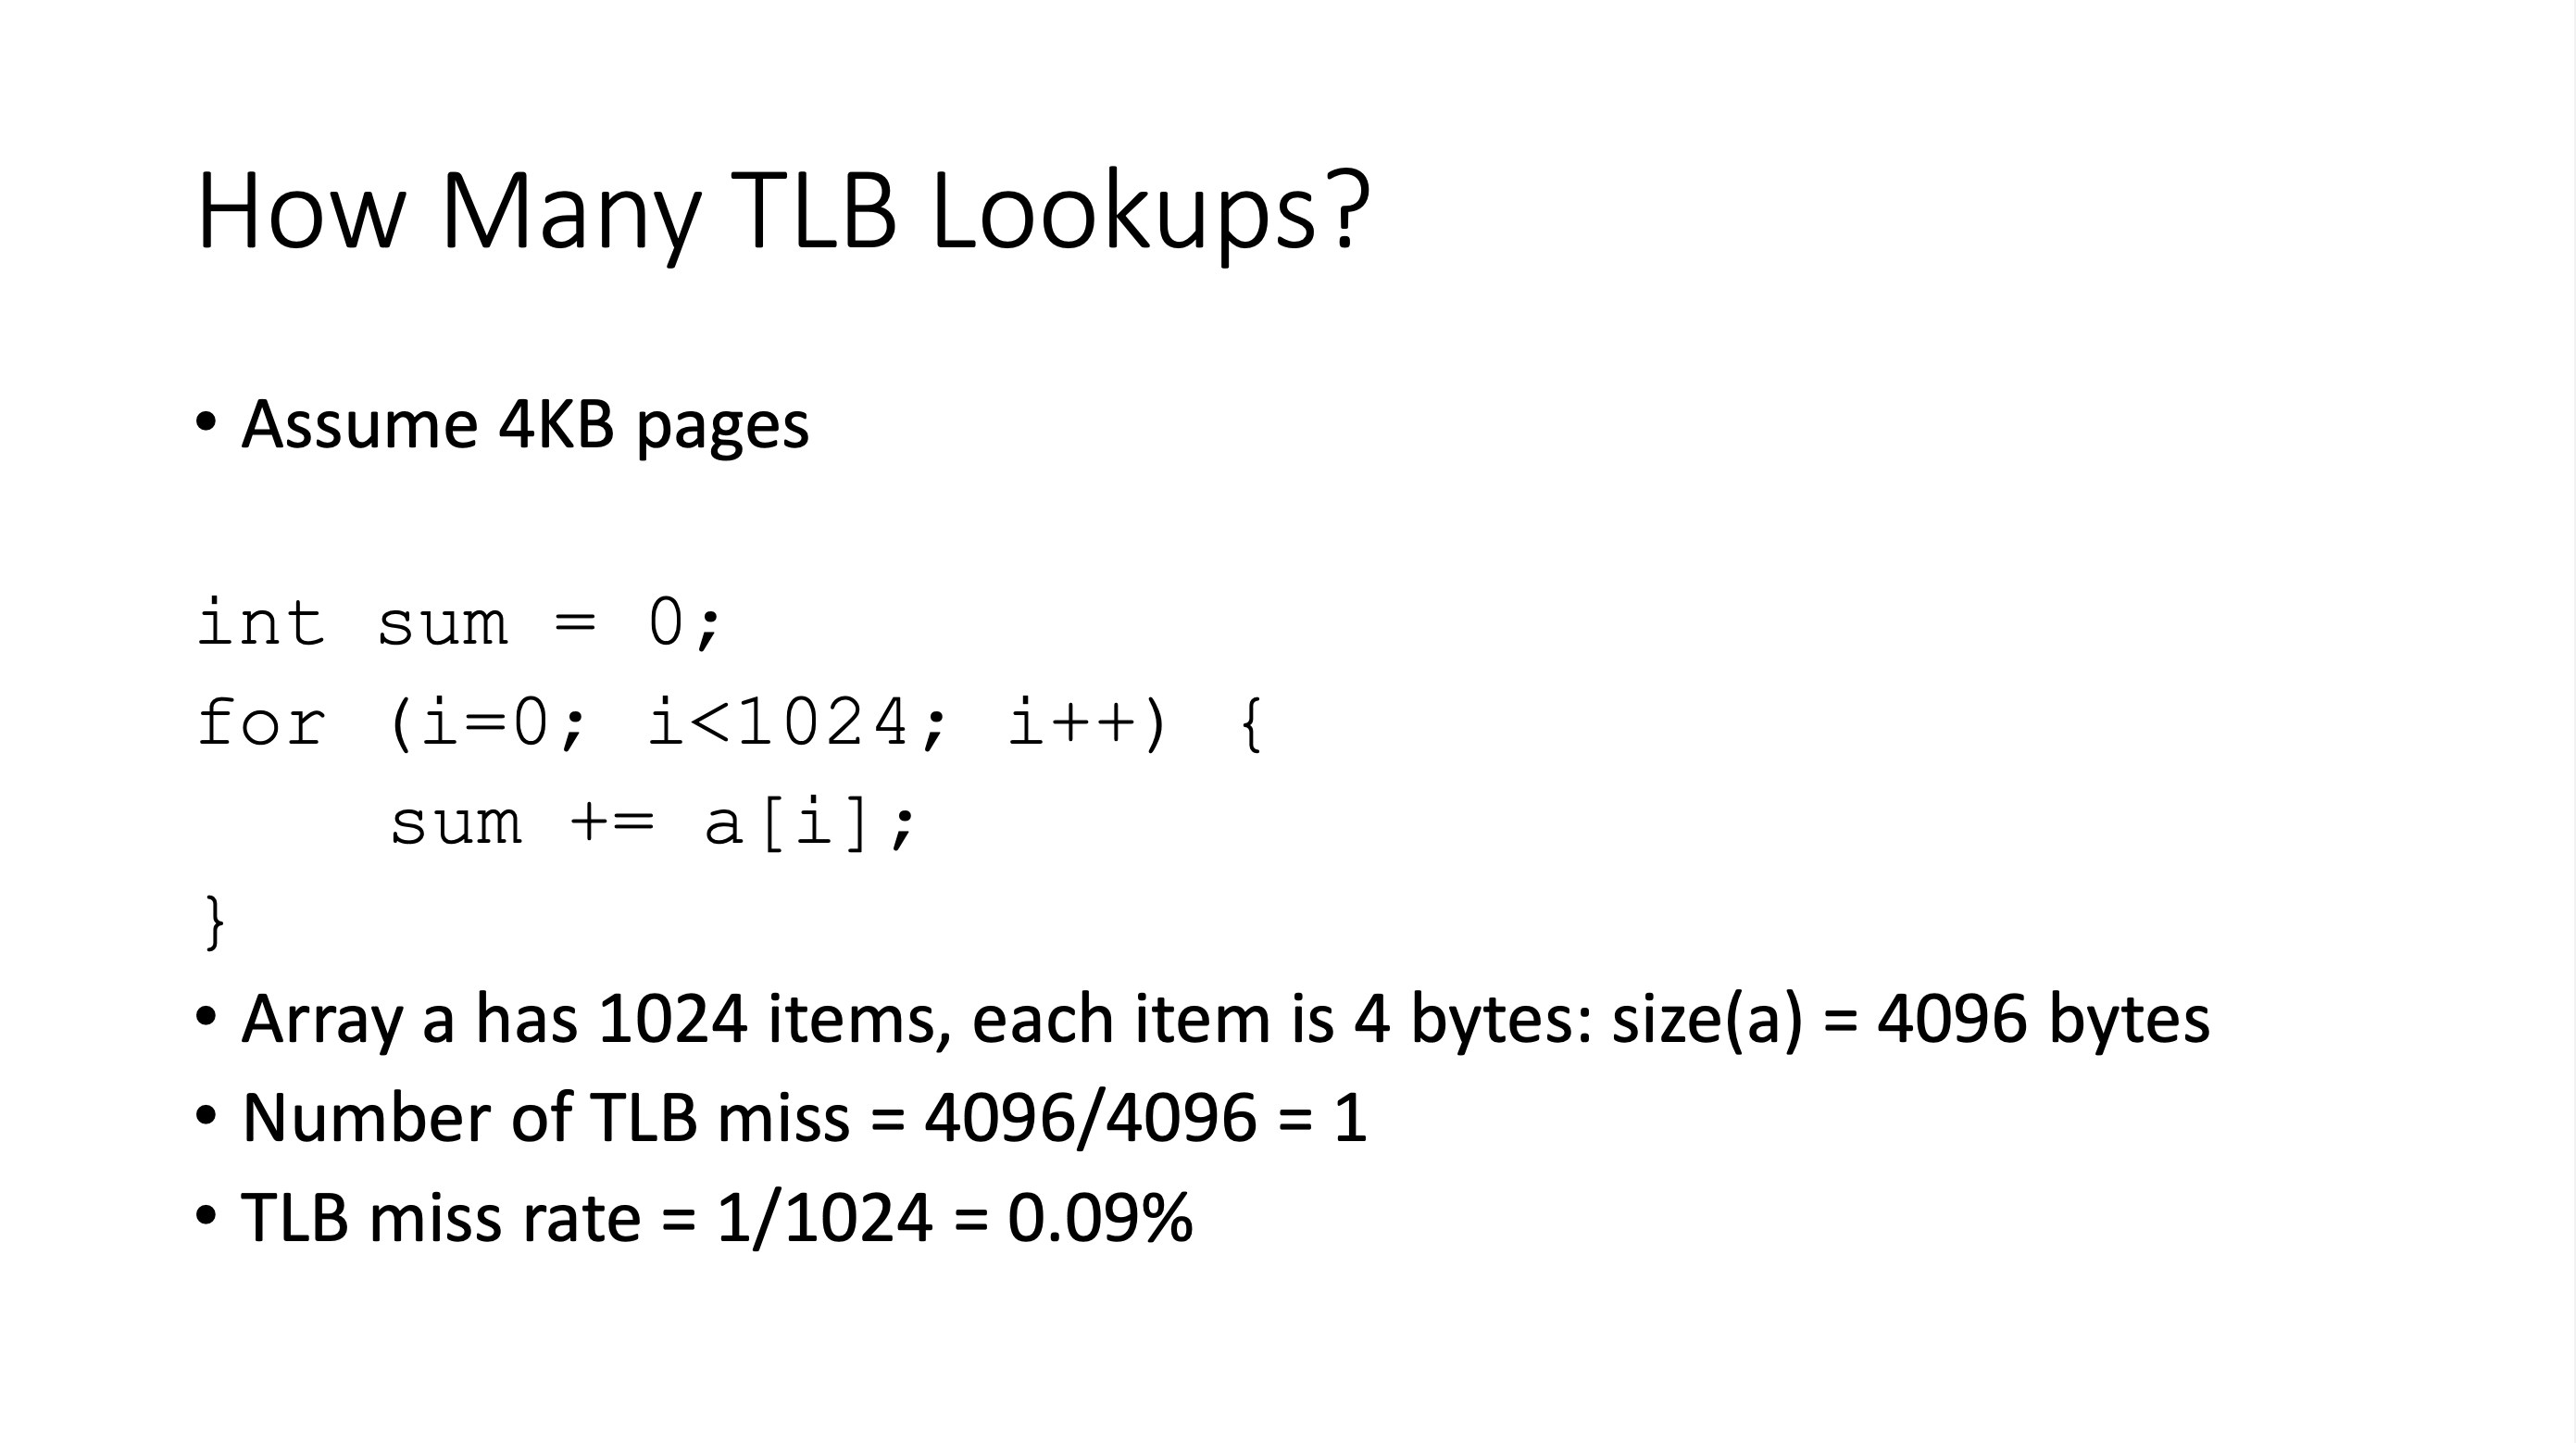 How Many TLB Lookups?
• Assume 4KB pages
int sum = 0;
for (i=0; i<1024; i++) {
    sum += a[i];
}
• Array a has 1024 items, each item is 4 bytes: size(a) = 4096 bytes
• Number of TLB miss = 4096/4096 = 1
• TLB miss rate = 1/1024 = 0.09%